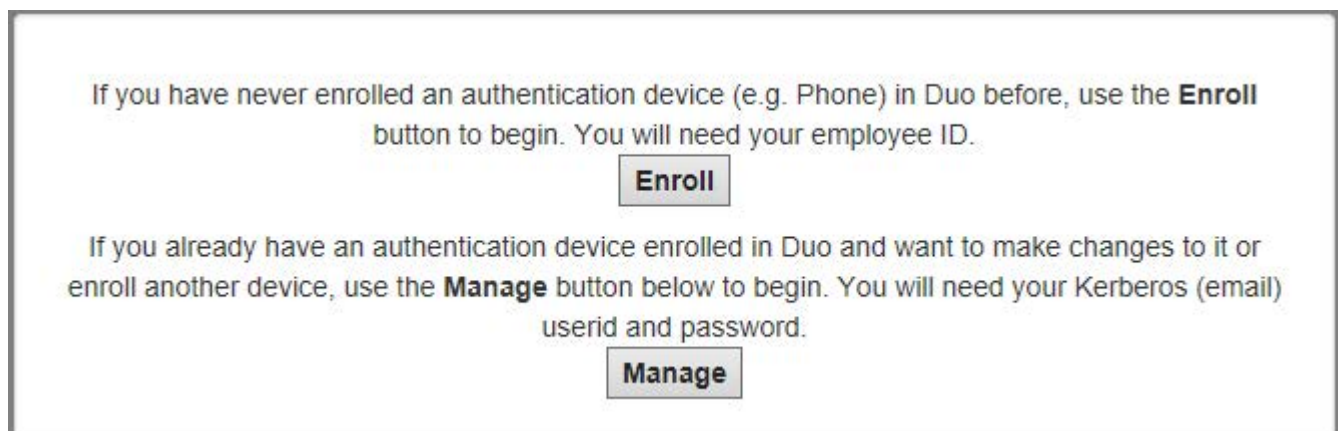 If you have never enrolled an authentication device (e.g. Phone) in Duo before, use the Enroll
button to begin. You will need your employee ID.
Enroll
If you already have an authentication device enrolled in Duo and want to make changes to it or
enroll another device, use the Manage button below to begin. You will need your Kerberos (email)
userid and password.
Manage